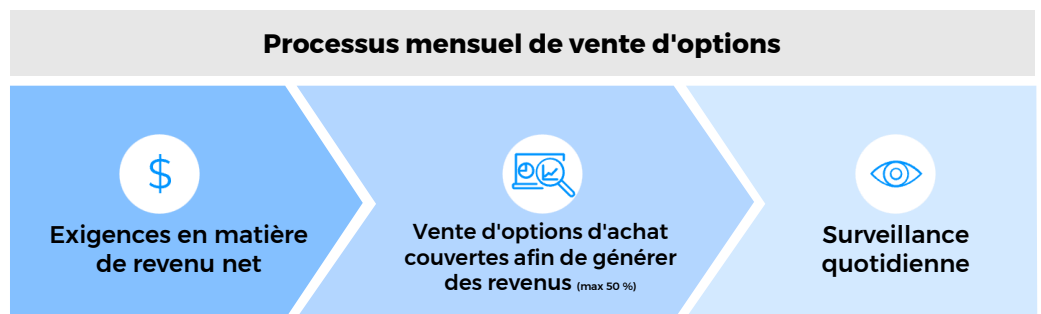 Processus mensuel de vente d'options
$
Exigences en matière
de revenu net
Vente d'options d'achat
couvertes afin de générer
des revenus (max 50 %)
Surveillance
quotidienne